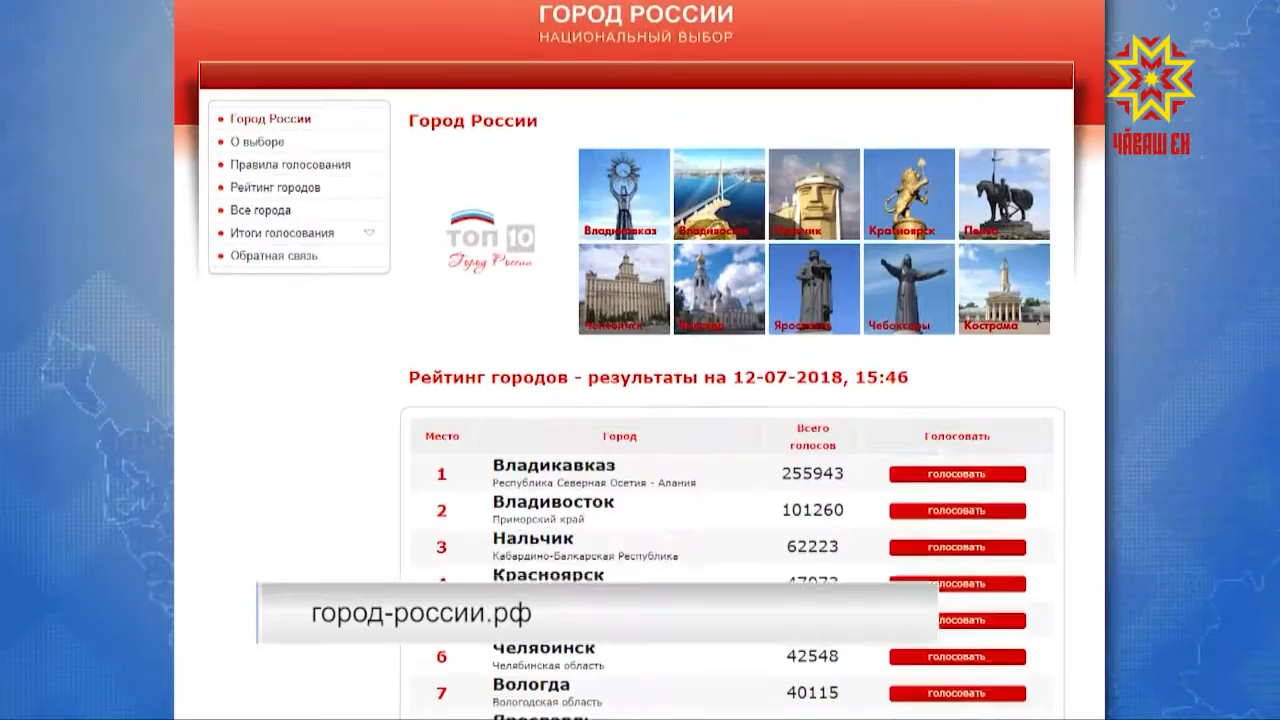 ГОРОД РОССИИ
НАЦИОНАЛЬНЫЙ ВЫБОР
ЧӐВАШ ЕН
Город России
О выборе
Правила голосования
Рейтинг городов
Все города
Итоги голосования
Обратная связь
Город России
ТОП 10
Город России
Владикавказ
Владивосток
Нальчик
Красноярск
Пенза
Челябинск
Вологда
Ярославль
Чебоксары
Кострома
Рейтинг городов - результаты на 12-07-2018, 15:46
Место Город Всего голосов Голосовать
1 Владикавказ 255943 голосовать
Республика Северная Осетия - Алания
2 Владивосток 101260 голосовать
Приморский край
3 Нальчик 62223 голосовать
Кабардино-Балкарская Республика
Красноярск голосовать
город-россии.рф
6 Челябинск 42548 голосовать
Челябинская область
7 Вологда 40115 голосовать
Вологодская область